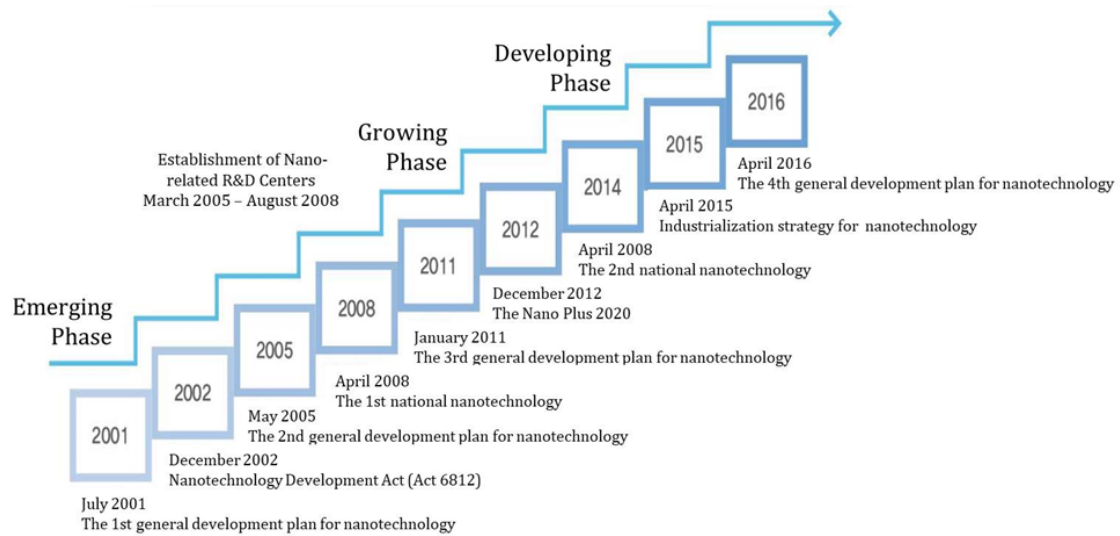 Developing
Phase
2016
Growing
Phase
2015
Establishment of Nano-
related R&D Centers
March 2005 – August 2008
April 2016
The 4th general development plan for nanotechnology
2014
April 2015
Industrialization strategy for nanotechnology
2012
April 2008
The 2nd national nanotechnology
2011
December 2012
The Nano Plus 2020
Emerging
Phase
2008
January 2011
The 3rd general development plan for nanotechnology
2005
April 2008
The 1st national nanotechnology
2002
May 2005
The 2nd general development plan for nanotechnology
2001
December 2002
Nanotechnology Development Act (Act 6812)
July 2001
The 1st general development plan for nanotechnology